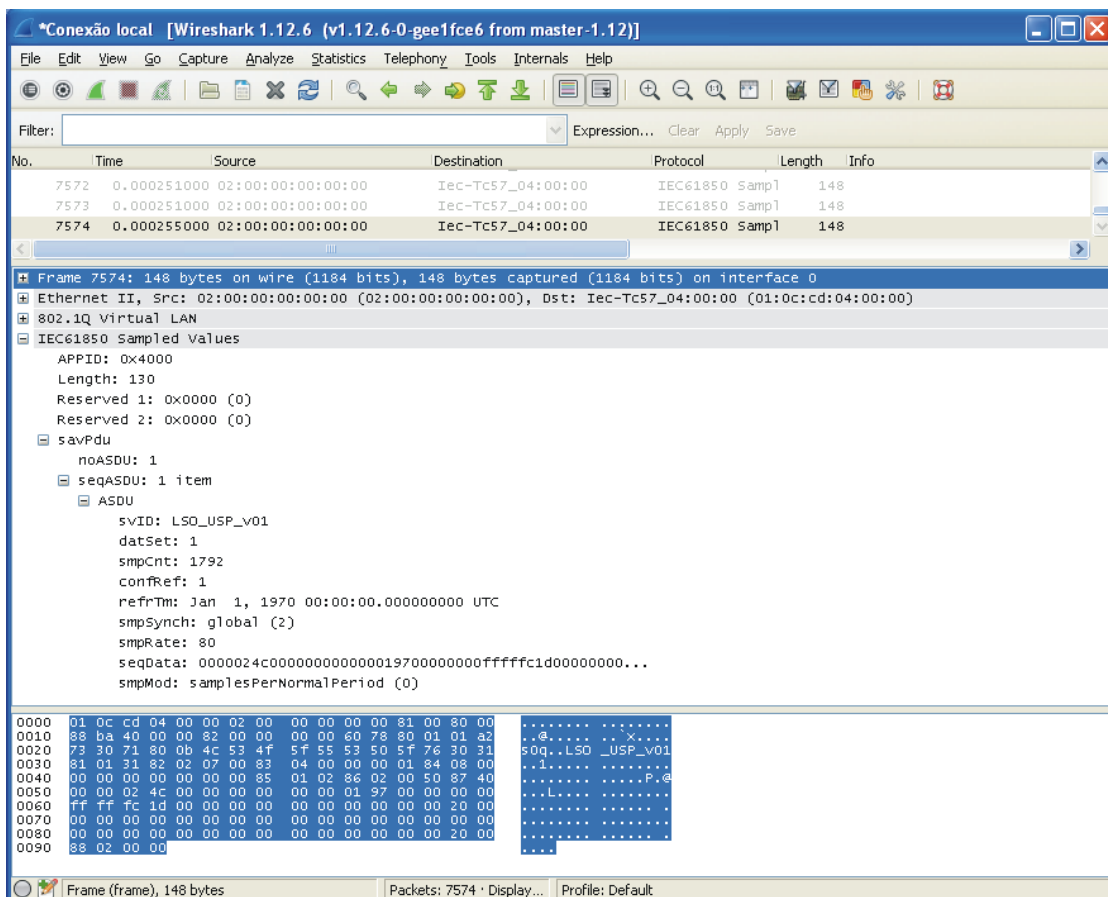 *Conexão local   [Wireshark 1.12.6  (v1.12.6-0-gee1fce6 from master-1.12)]
File  Edit  View  Go  Capture  Analyze  Statistics  Telephony  Tools  Internals  Help
Filter:  Expression...  Clear  Apply  Save
No.  Time  Source  Destination  Protocol  Length  Info
7572  0.000251000 02:00:00:00:00:00  Iec-Tc57_04:00:00  IEC61850 Sampl  148
7573  0.000251000 02:00:00:00:00:00  Iec-Tc57_04:00:00  IEC61850 Sampl  148
7574  0.000255000 02:00:00:00:00:00  Iec-Tc57_04:00:00  IEC61850 Sampl  148
Frame 7574: 148 bytes on wire (1184 bits), 148 bytes captured (1184 bits) on interface 0
Ethernet II, Src: 02:00:00:00:00:00 (02:00:00:00:00:00), Dst: Iec-Tc57_04:00:00 (01:0c:cd:04:00:00)
802.1Q Virtual LAN
IEC61850 Sampled Values
APPID: 0x4000
Length: 130
Reserved 1: 0x0000 (0)
Reserved 2: 0x0000 (0)
savPdu
noASDU: 1
seqASDU: 1 item
ASDU
svID: LSO_USP_v01
datSet: 1
smpCnt: 1792
confRef: 1
refrTm: Jan  1, 1970 00:00:00.000000000 UTC
smpSynch: global (2)
smpRate: 80
seqData: 0000024c000000000000019700000000fffffc1d00000000...
smpMod: samplesPerNormalPeriod (0)
0000  01 0c cd 04 00 00 02 00  00 00 00 00 81 00 80 00  ........ ........
0010  88 ba 40 00 00 82 00 00  00 00 60 78 80 01 01 a2  ..@..... ..`x....
0020  73 30 71 80 0b 4c 53 4f  5f 55 53 50 5f 76 30 31  s0q..LSO _USP_v01
0030  81 01 31 82 02 07 00 83  04 00 00 00 01 84 08 00  ..1..... ........
0040  00 00 00 00 00 00 00 85  01 02 86 02 00 50 87 40  ........ .....P.@
0050  00 00 02 4c 00 00 00 00  00 00 01 97 00 00 00 00  ...L.... ........
0060  ff ff fc 1d 00 00 00 00  00 00 00 00 00 00 20 00  ........ ...... .
0070  00 00 00 00 00 00 00 00  00 00 00 00 00 00 00 00  ........ ........
0080  00 00 00 00 00 00 00 00  00 00 00 00 00 00 20 00  ........ ...... .
0090  88 02 00 00  ....
Frame (frame), 148 bytes  Packets: 7574 · Display...  Profile: Default